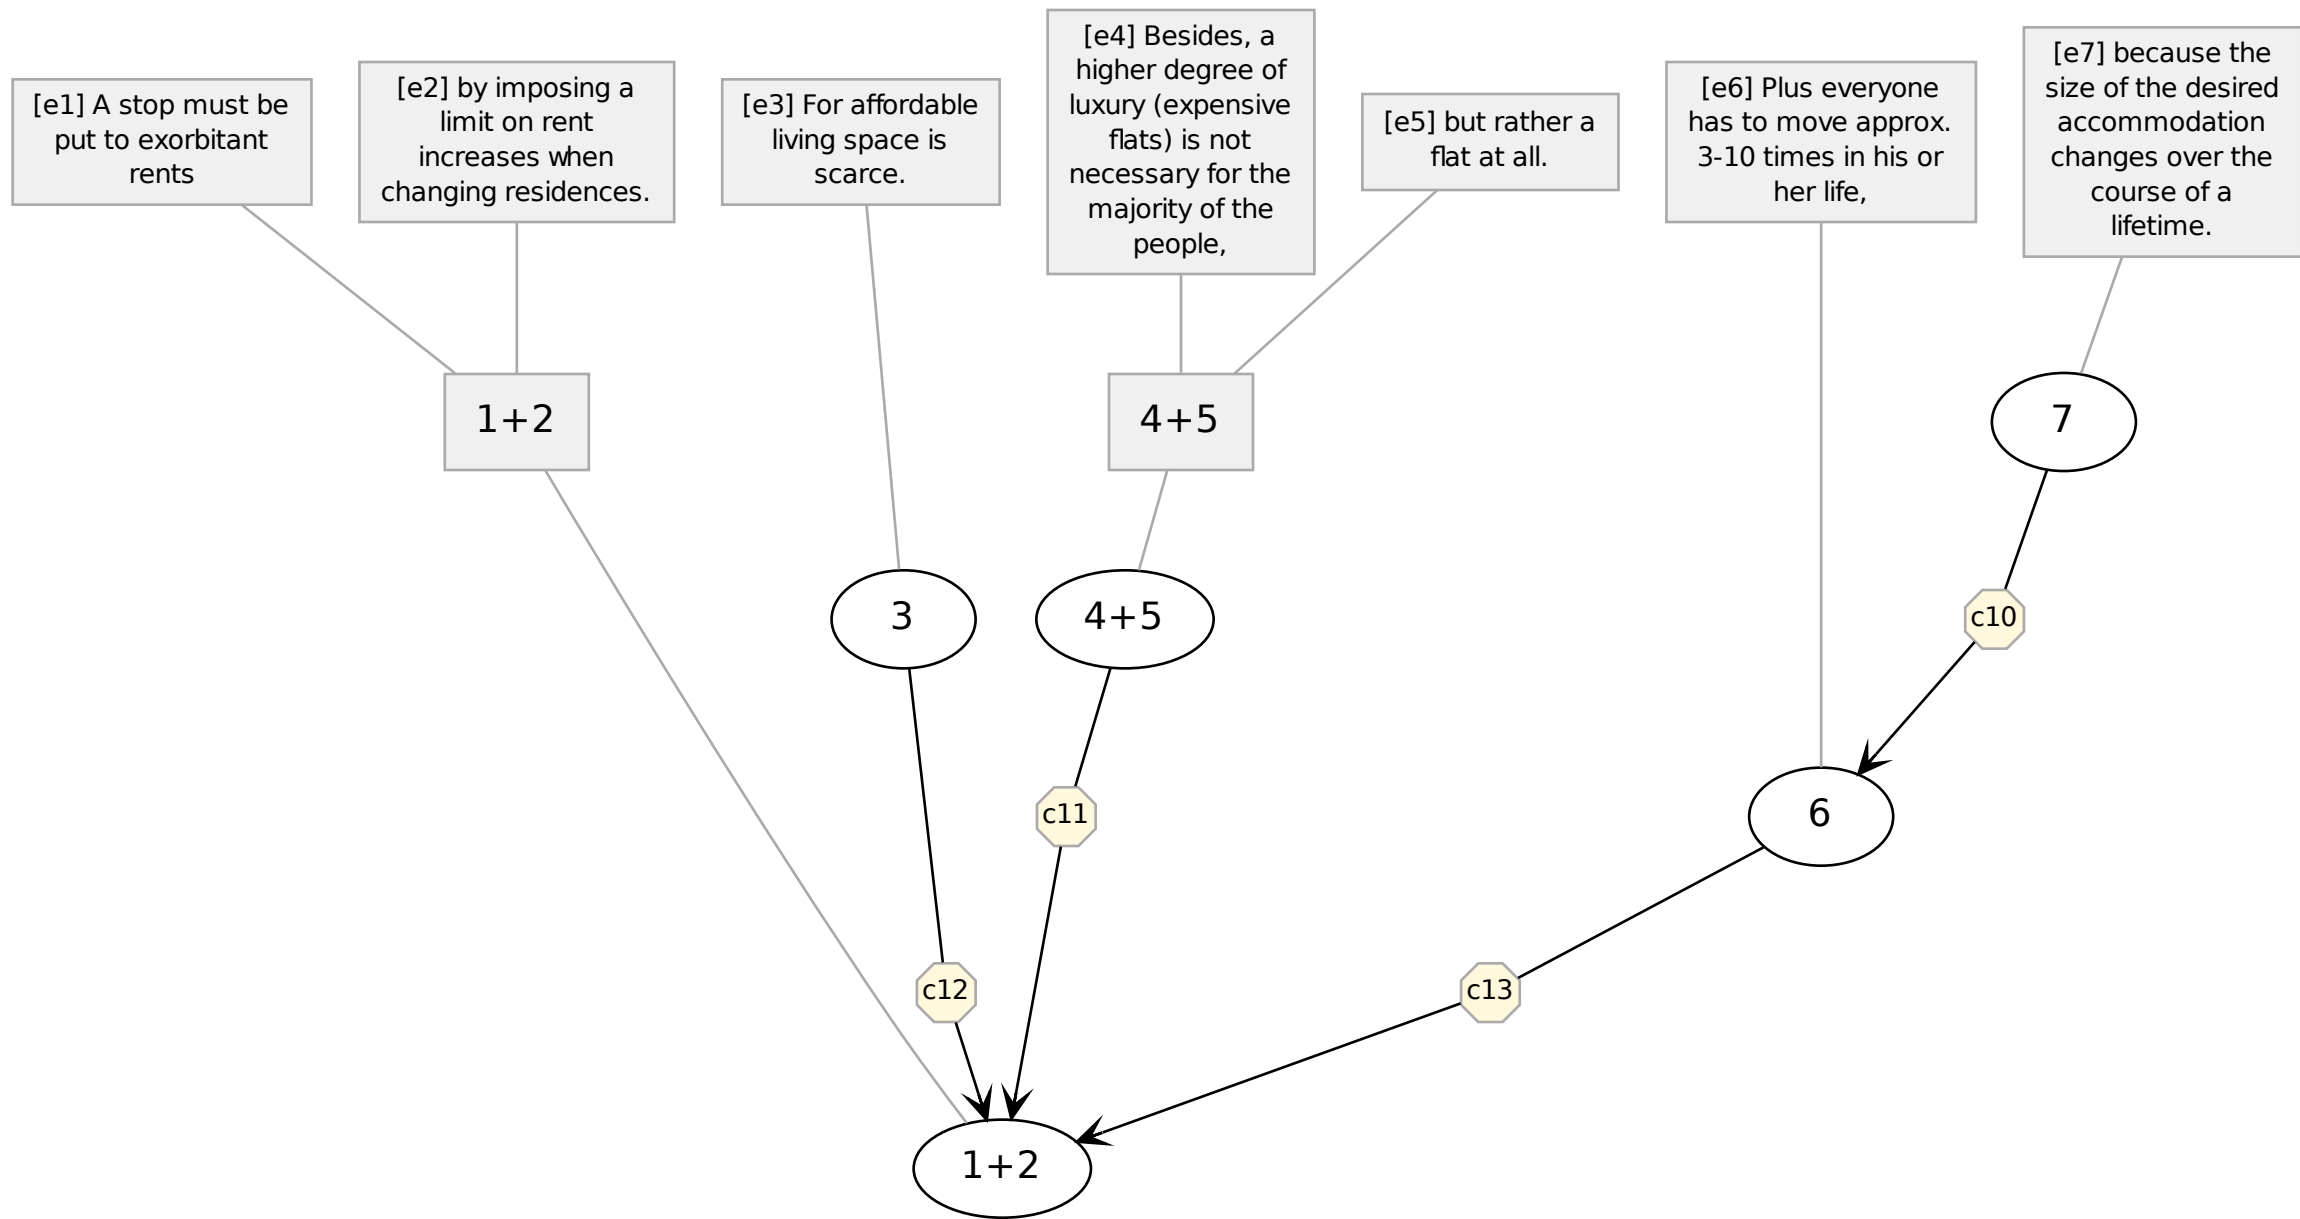 [e1] A stop must be
put to exorbitant
rents
[e2] by imposing a
limit on rent
increases when
changing residences.
[e3] For affordable
living space is
scarce.
[e4] Besides, a
higher degree of
luxury (expensive
flats) is not
necessary for the
majority of the
people,
[e5] but rather a
flat at all.
[e6] Plus everyone
has to move approx.
3-10 times in his or
her life,
[e7] because the
size of the desired
accommodation
changes over the
course of a
lifetime.
1+2
4+5
7
3
4+5
c10
c11
6
c12
c13
1+2